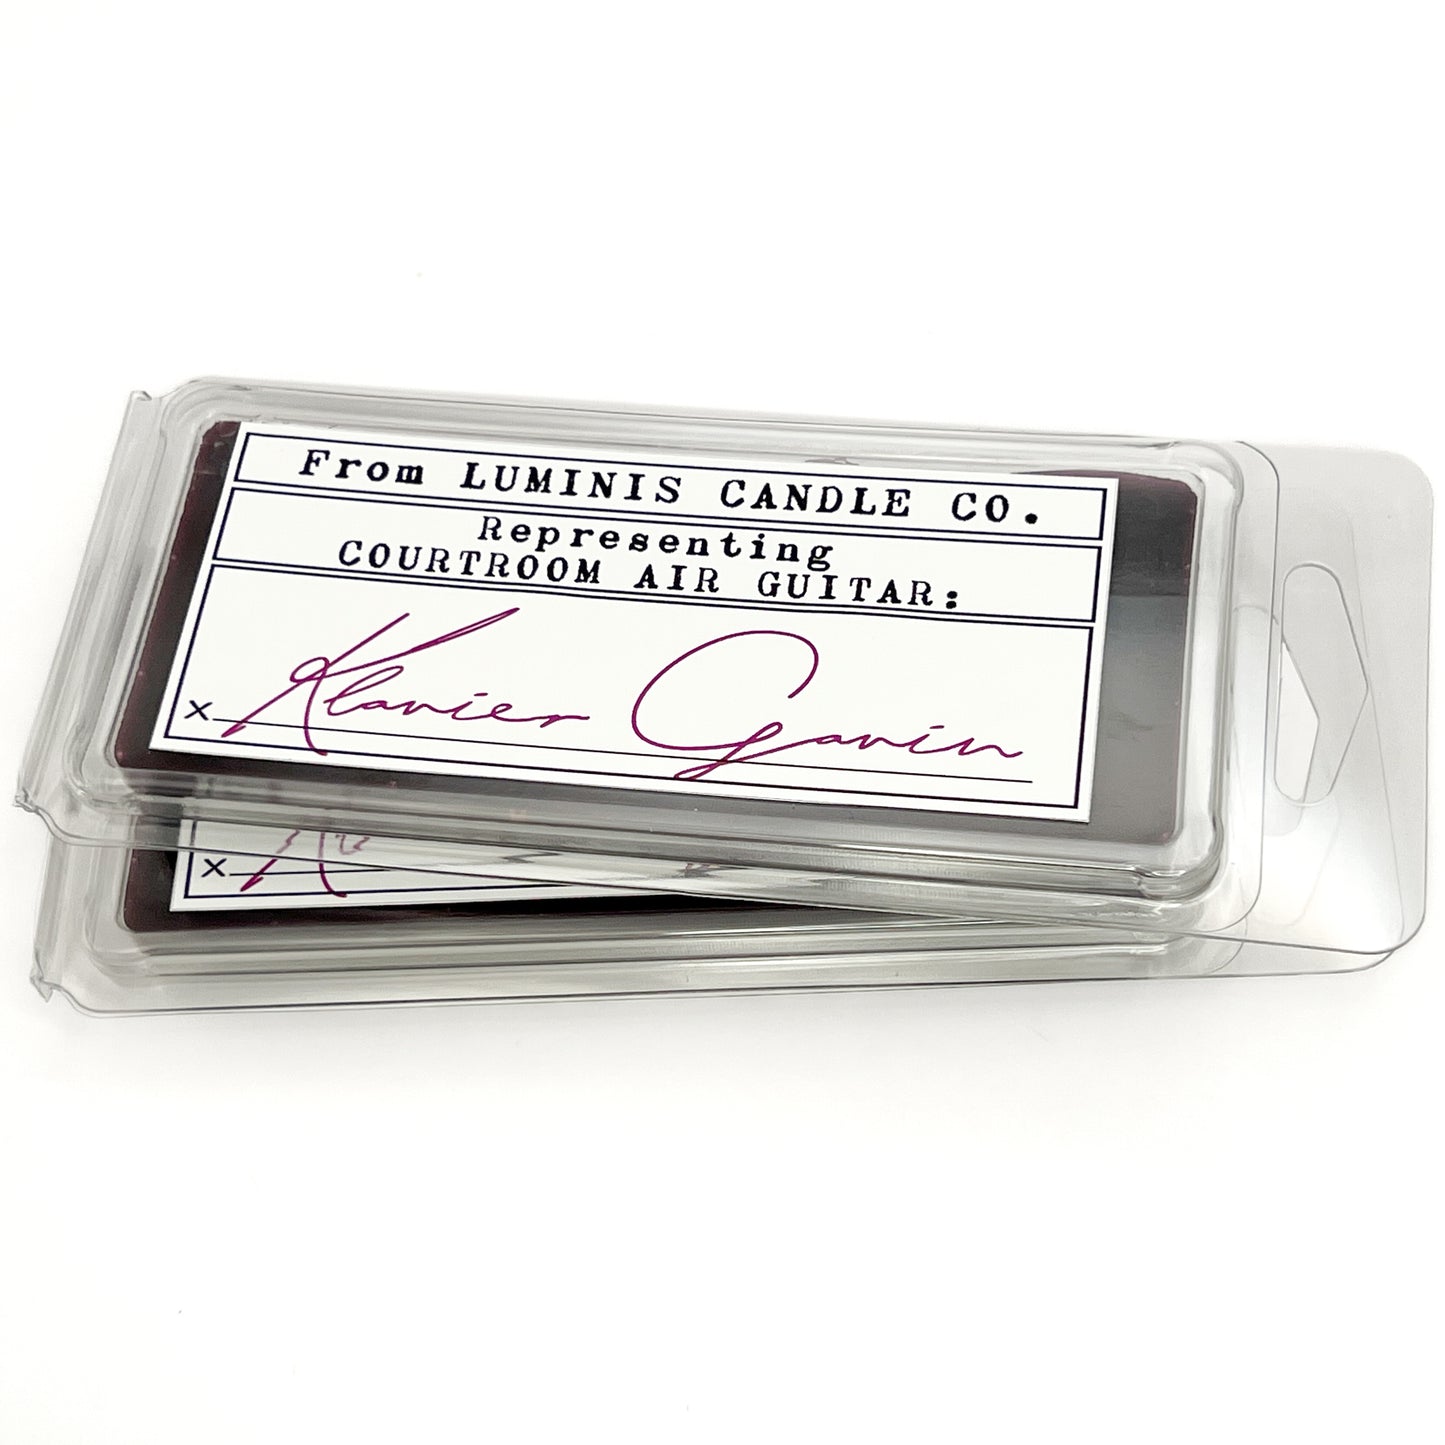 From LUMINIS CANDLE CO.
Representing
COURTROOM AIR GUITAR:
x Klavier Gavin
x